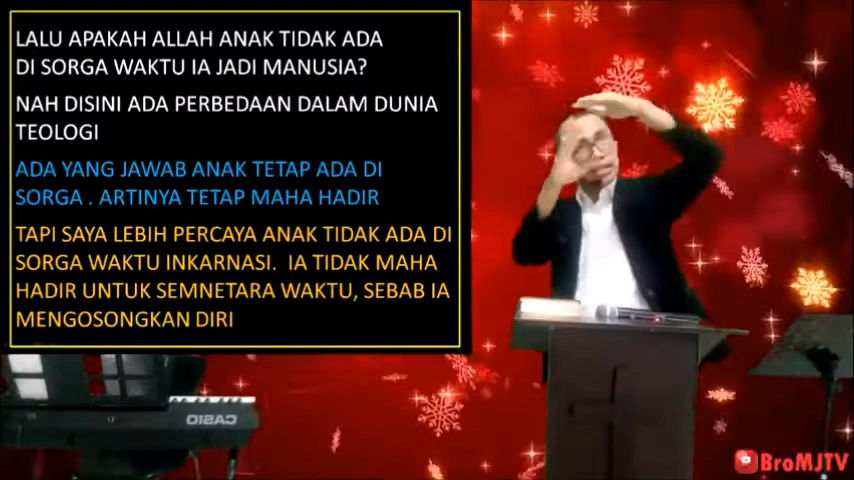 LALU APAKAH ALLAH ANAK TIDAK ADA
DI SORGA WAKTU IA JADI MANUSIA?
NAH DISINI ADA PERBEDAAN DALAM DUNIA
TEOLOGI
ADA YANG JAWAB ANAK TETAP ADA DI
SORGA . ARTINYA TETAP MAHA HADIR
TAPI SAYA LEBIH PERCAYA ANAK TIDAK ADA DI
SORGA WAKTU INKARNASI. IA TIDAK MAHA
HADIR UNTUK SEMNETARA WAKTU, SEBAB IA
MENGOSONGKAN DIRI
CASIO
BroMJTV